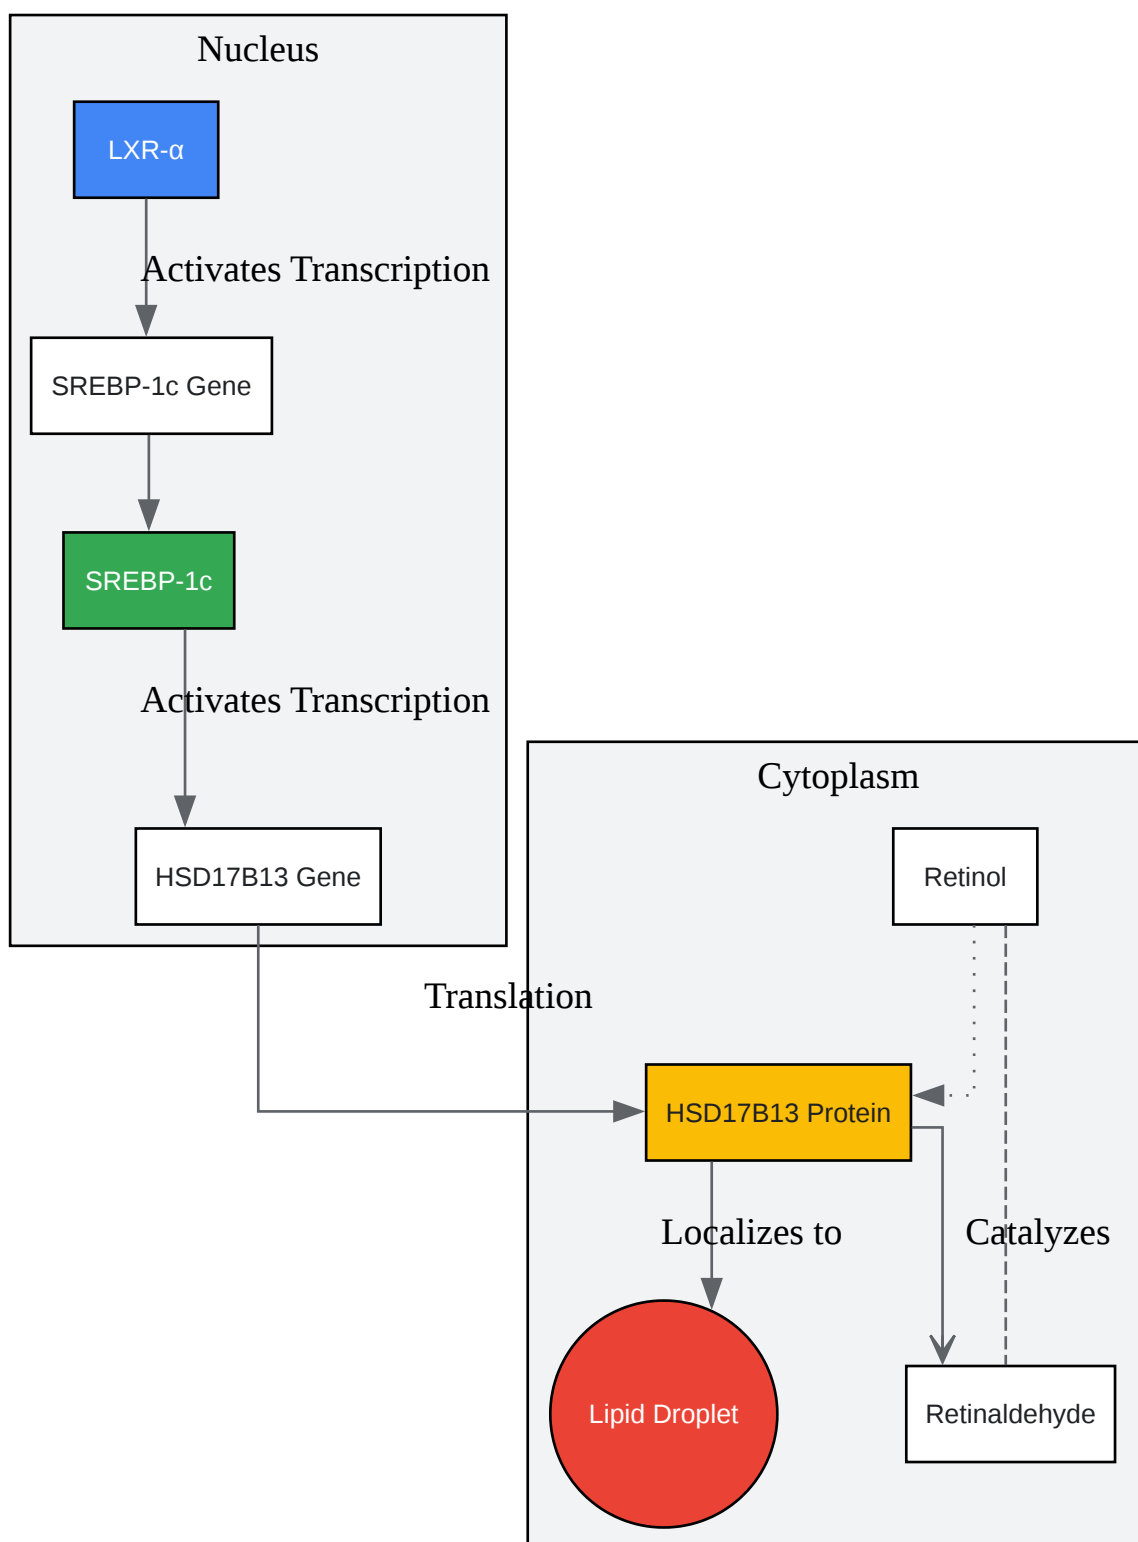 Nucleus
LXR-α
Activates Transcription
SREBP-1c Gene
SREBP-1c
Activates Transcription
HSD17B13 Gene
Translation
Cytoplasm
Retinol
HSD17B13 Protein
Localizes to
Catalyzes
Lipid Droplet
Retinaldehyde